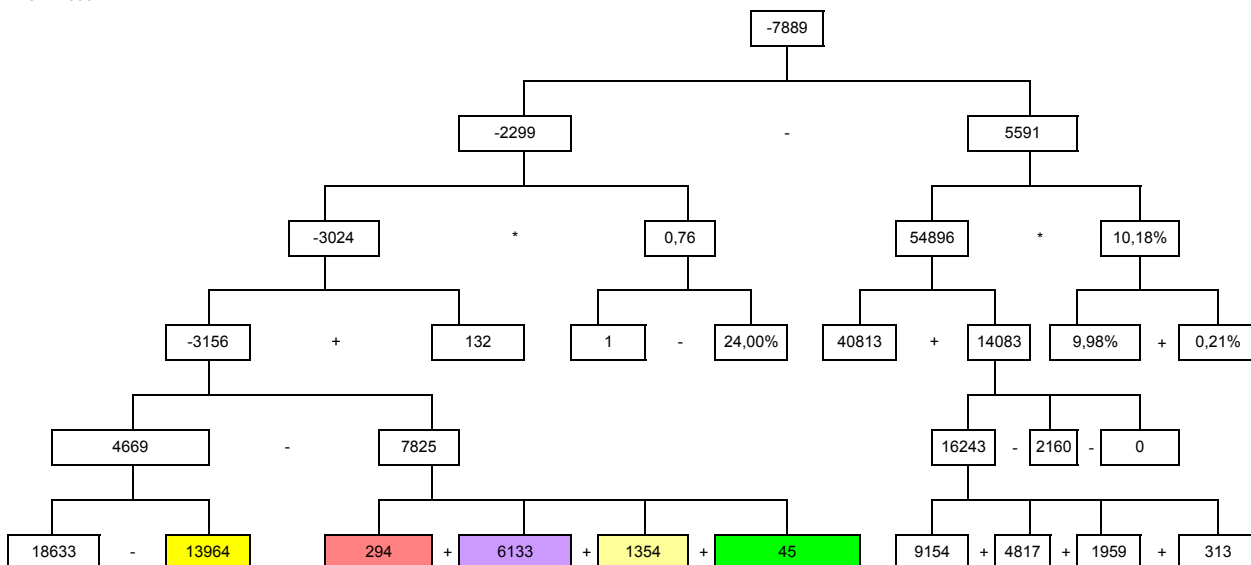 -7889
-2299 - 5591
-3024 * 0,76 54896 * 10,18%
-3156 + 132 1 - 24,00% 40813 + 14083 9,98% + 0,21%
4669 - 7825 16243 - 2160 - 0
18633 - 13964 294 + 6133 + 1354 + 45 9154 + 4817 + 1959 + 313